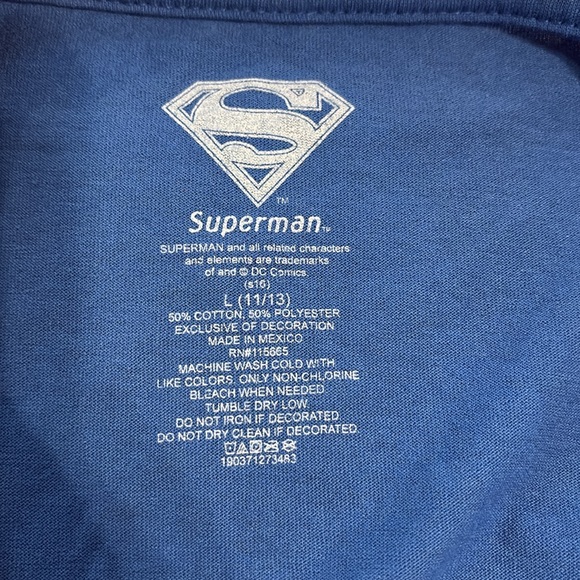 S
TM
Superman™
SUPERMAN and all related characters
and elements are trademarks
of and © DC Comics.
(s16)
L (11/13)
50% COTTON, 50% POLYESTER
EXCLUSIVE OF DECORATION
MADE IN MEXICO
RN#115665
MACHINE WASH COLD WITH
LIKE COLORS. ONLY NON-CHLORINE
BLEACH WHEN NEEDED
TUMBLE DRY LOW.
DO NOT IRON IF DECORATED.
DO NOT DRY CLEAN IF DECORATED.
190371273483